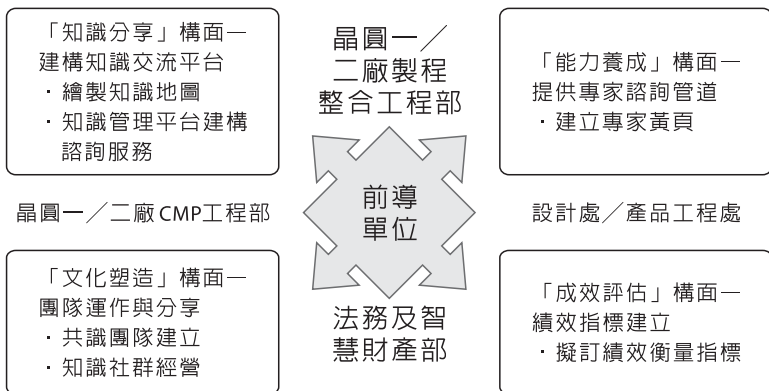 「知識分享」構面—
建構知識交流平台
・繪製知識地圖
・知識管理平台建構
諮詢服務
晶圓一／
二廠製程
整合工程部
「能力養成」構面—
提供專家諮詢管道
・建立專家黃頁
晶圓一／二廠CMP工程部
前導
單位
設計處／產品工程處
「文化塑造」構面—
團隊運作與分享
・共識團隊建立
・知識社群經營
法務及智
慧財產部
「成效評估」構面—
績效指標建立
・擬訂績效衡量指標